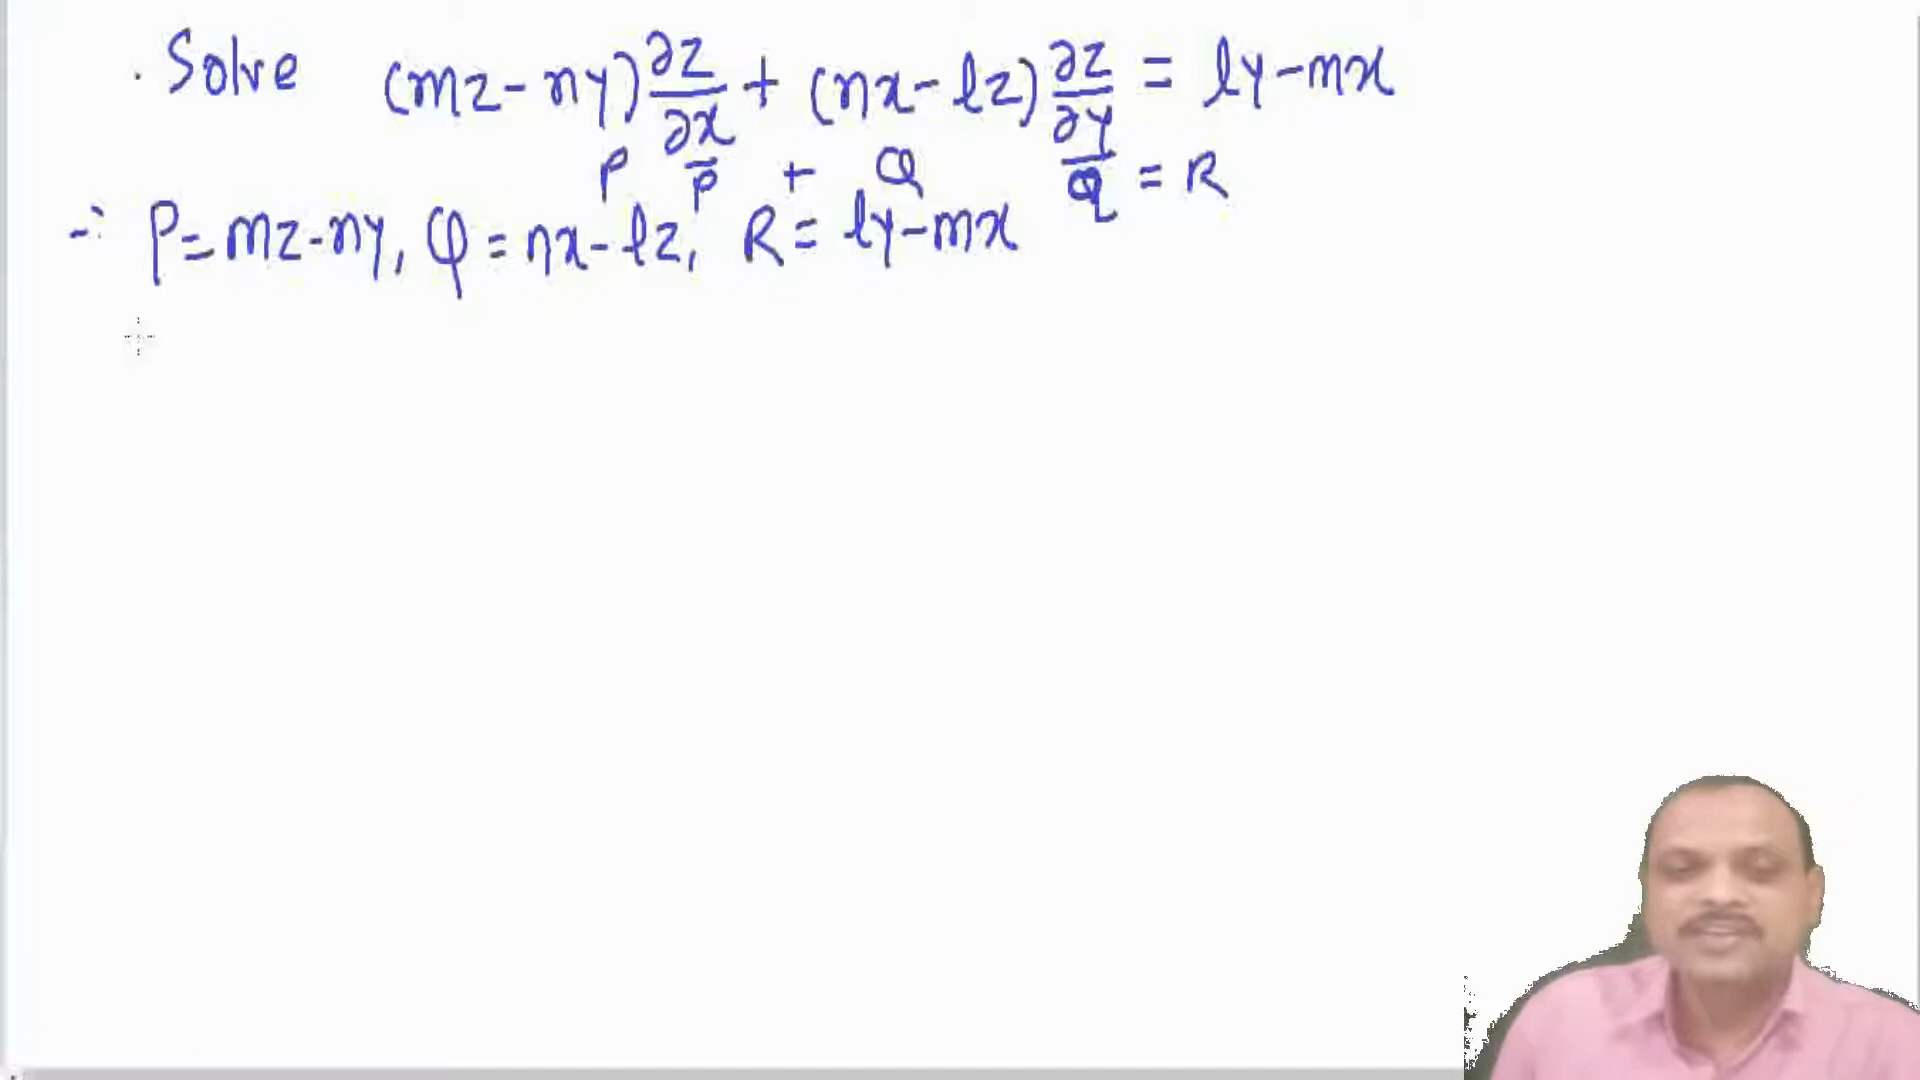 . Solve (mz - ny) ∂z/∂x + (nx - lz) ∂z/∂y = ly - mx
P p + Q q = R
∴ P = mz - ny, Q = nx - lz, R = ly - mx